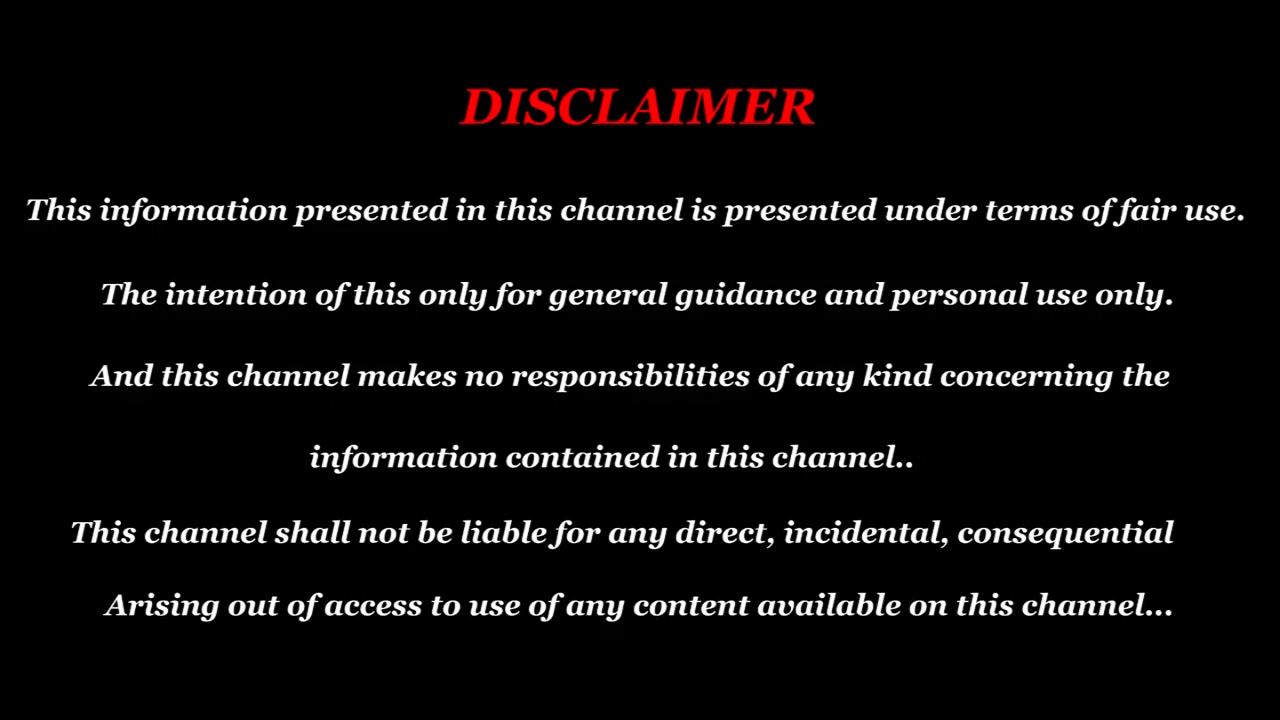 DISCLAIMER
This information presented in this channel is presented under terms of fair use.
The intention of this only for general guidance and personal use only.
And this channel makes no responsibilities of any kind concerning the
information contained in this channel..
This channel shall not be liable for any direct, incidental, consequential
Arising out of access to use of any content available on this channel...